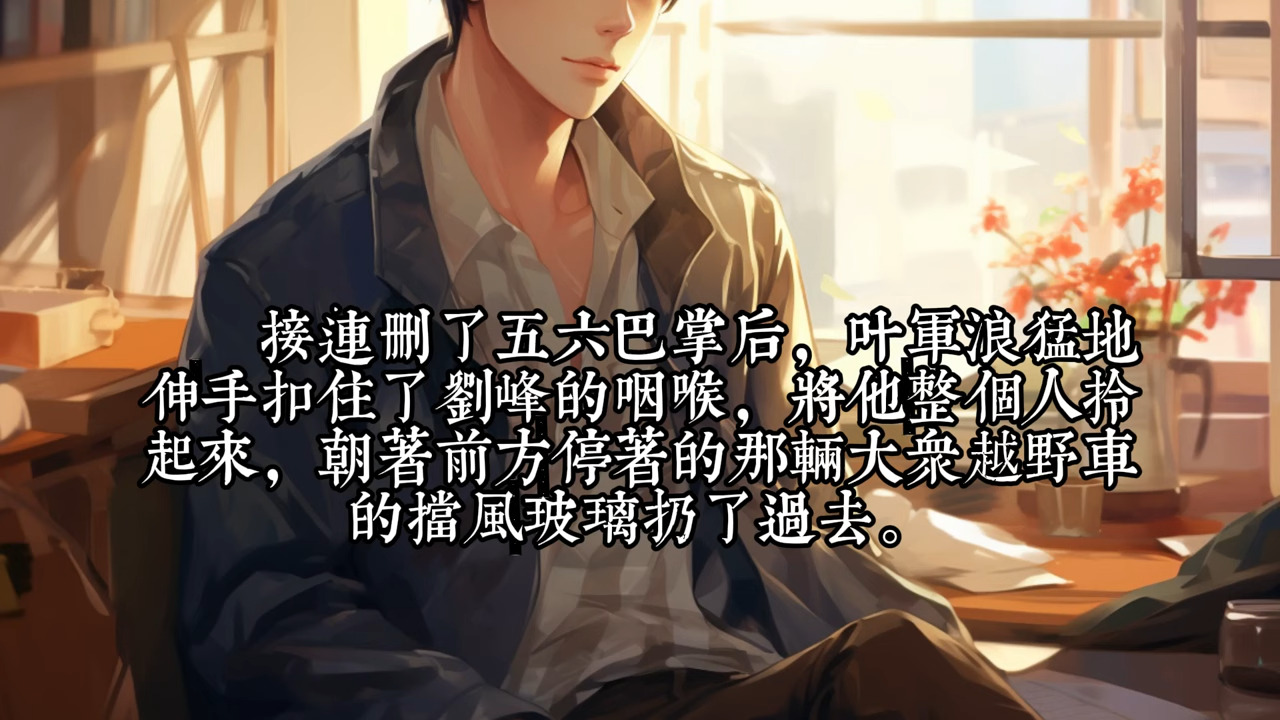 接連刪了五六巴掌后，叶軍浪猛地
伸手扣住了劉峰的咽喉，將他整個人拎
起來，朝著前方停著的那輛大衆越野車
的擋風玻璃扔了過去。